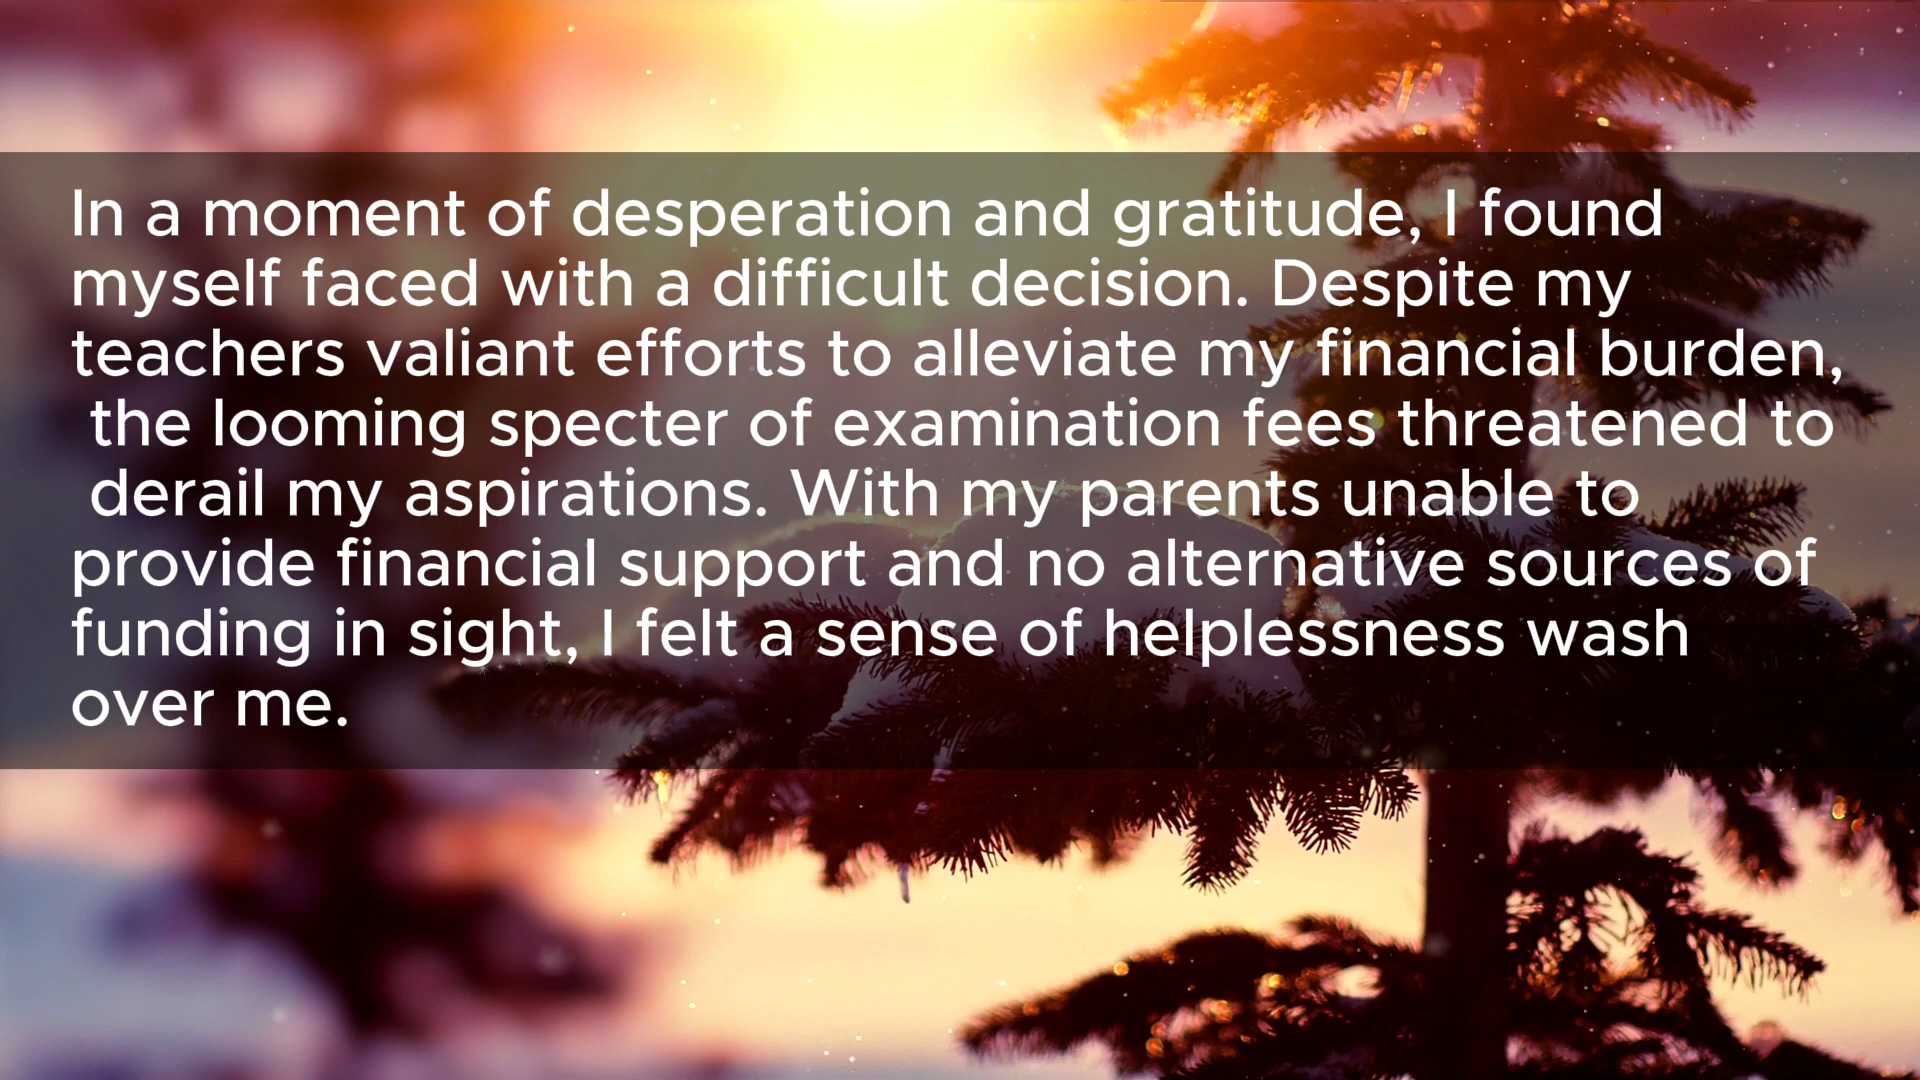 In a moment of desperation and gratitude, I found
myself faced with a difficult decision. Despite my
teachers valiant efforts to alleviate my financial burden,
the looming specter of examination fees threatened to
derail my aspirations. With my parents unable to
provide financial support and no alternative sources of
funding in sight, I felt a sense of helplessness wash
over me.